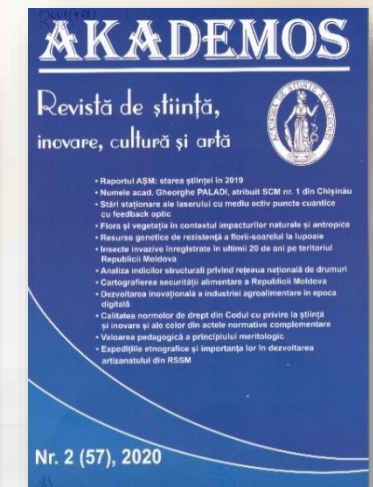 AKADEMOS
Revistă de știință,
inovare, cultură și artă
• Raportul AȘM: starea științei în 2019
• Numele acad. Gheorghe PALADI, atribuit SCM nr. 1 din Chișinău
• Stări staționare ale laserului cu mediu activ puncte cuantice
cu feedback optic
• Flora și vegetația în contextul impacturilor naturale și antropice
• Resurse genetice de rezistență a florii-soarelui la lupoaie
• Insecte invazive înregistrate în ultimii 20 de ani pe teritoriul
Republicii Moldova
• Analiza indicilor structurali privind rețeaua națională de drumuri
• Cartografierea securității alimentare a Republicii Moldova
• Dezvoltarea inovațională a industriei agroalimentare în epoca
digitală
• Calitatea normelor de drept din Codul cu privire la știință
și inovare și ale celor din actele normative complementare
• Valoarea pedagogică a principiului meritologic
• Expedițiile etnografice și importanța lor în dezvoltarea
artizanatului din RSSM
Nr. 2 (57), 2020